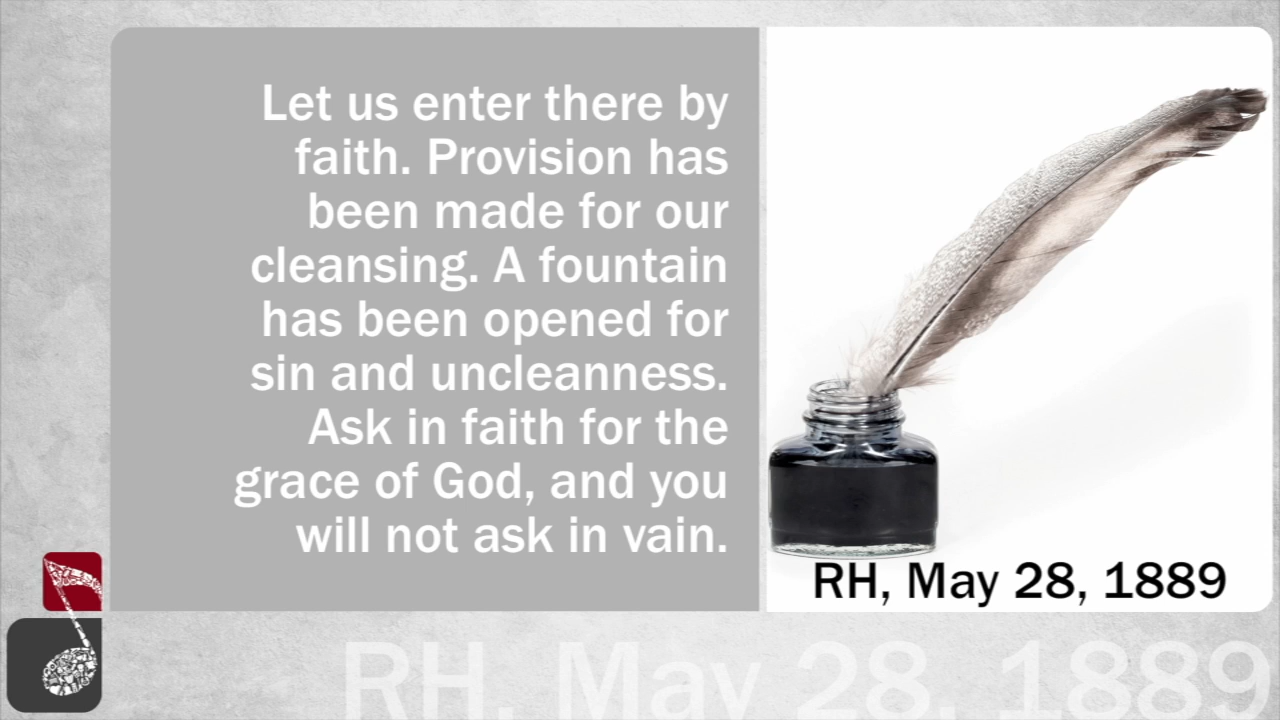 Let us enter there by
faith. Provision has
been made for our
cleansing. A fountain
has been opened for
sin and uncleanness.
Ask in faith for the
grace of God, and you
will not ask in vain.
RH, May 28, 1889
RH, May 28, 1889